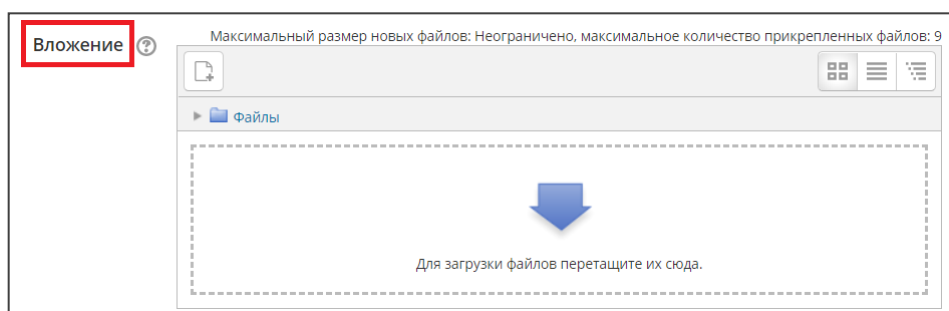 Вложение
Максимальный размер новых файлов: Неограничено, максимальное количество прикрепленных файлов: 9
Файлы
Для загрузки файлов перетащите их сюда.